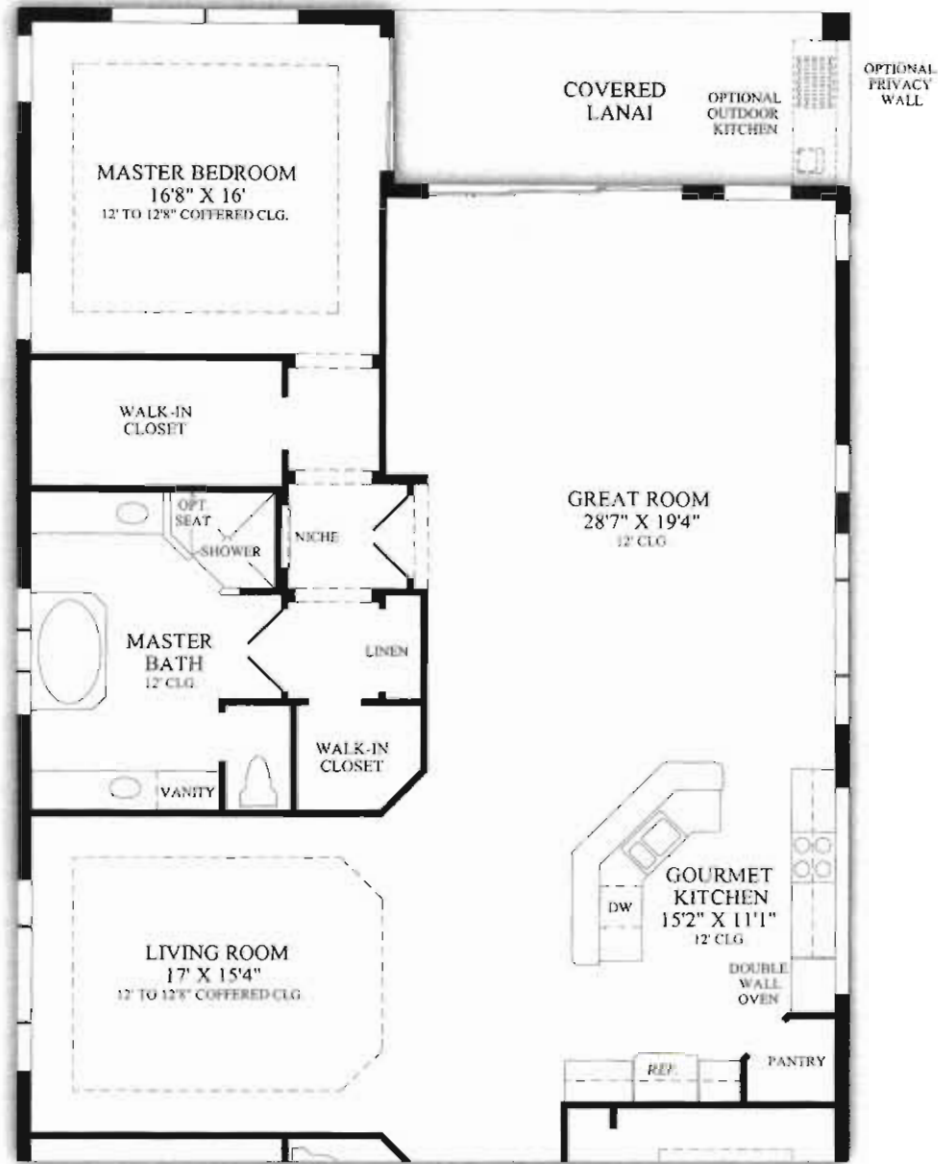 COVERED
LANAI
OPTIONAL
OUTDOOR
KITCHEN
OPTIONAL
PRIVACY
WALL
MASTER BEDROOM
16'8" X 16'
12' TO 12'8" COFFERED CLG.
WALK-IN
CLOSET
OPT.
SEAT
SHOWER
NICHE
GREAT ROOM
28'7" X 19'4"
12' CLG
MASTER
BATH
12' CLG
LINEN
WALK-IN
CLOSET
VANITY
GOURMET
KITCHEN
15'2" X 11'1"
12' CLG
DW
LIVING ROOM
17' X 15'4"
12' TO 12'8" COFFERED CLG
DOUBLE
WALL
OVEN
REF.
PANTRY